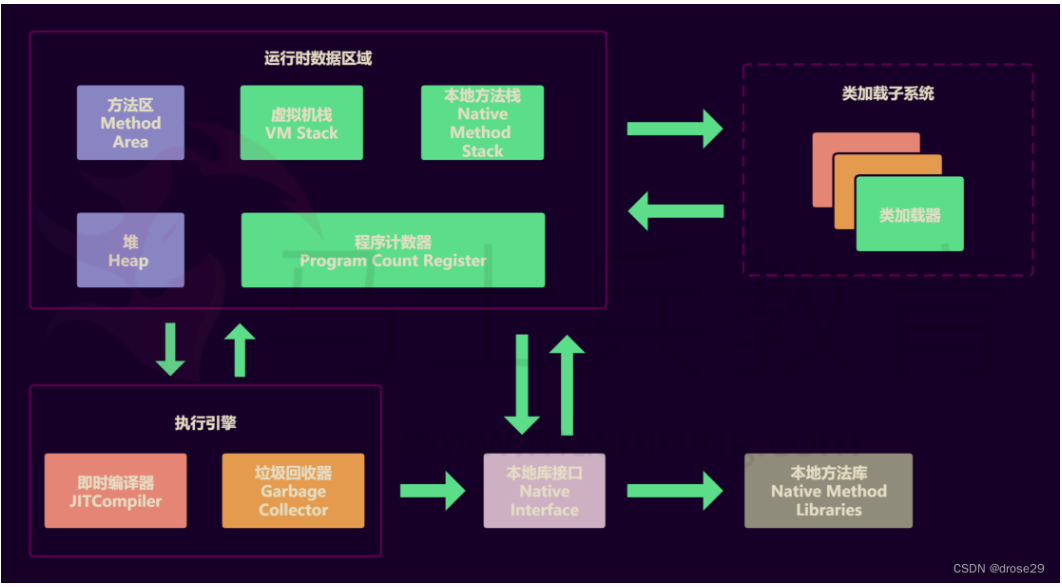 运行时数据区域
方法区
Method
Area
虚拟机栈
VM Stack
本地方法栈
Native
Method
Stack
堆
Heap
程序计数器
Program Count Register
类加载子系统
类加载器
执行引擎
即时编译器
JITCompiler
垃圾回收器
Garbage
Collector
本地库接口
Native
Interface
本地方法库
Native Method
Libraries
CSDN @drose29